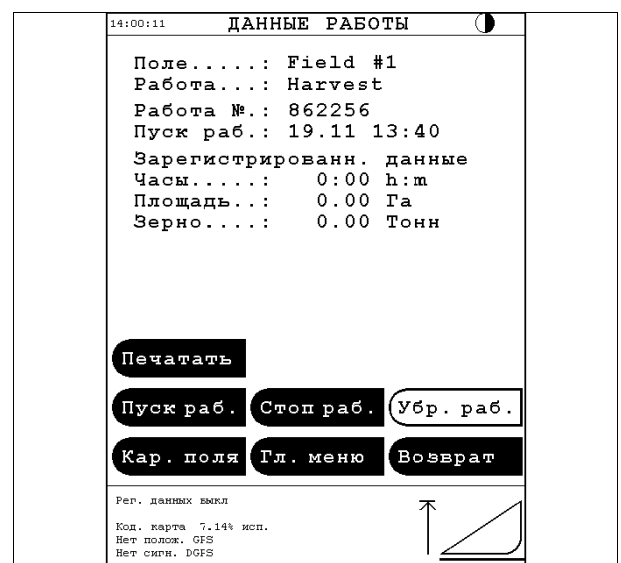 14:00:11 ДАННЫЕ РАБОТЫ
Поле.....: Field #1
Работа...: Harvest
Работа №.: 862256
Пуск раб.: 19.11 13:40
Зарегистрированн. данные
Часы.....: 0:00 h:m
Площадь..: 0.00 Га
Зерно....: 0.00 Тонн
Печатать
Пуск раб. Стоп раб. Убр. раб.
Кар. поля Гл. меню Возврат
Рег. данных выкл
Код. карта 7.14% исп.
Нет полож. GPS
Нет сигн. DGPS